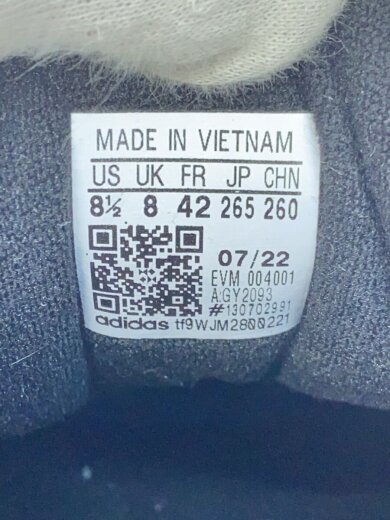 MADE IN VIETNAM
US UK FR JP CHN
8½ 8 42 265 260
07/22
EVM 004001
A:GY2093
#130702991
adidas tf9WJM2800221